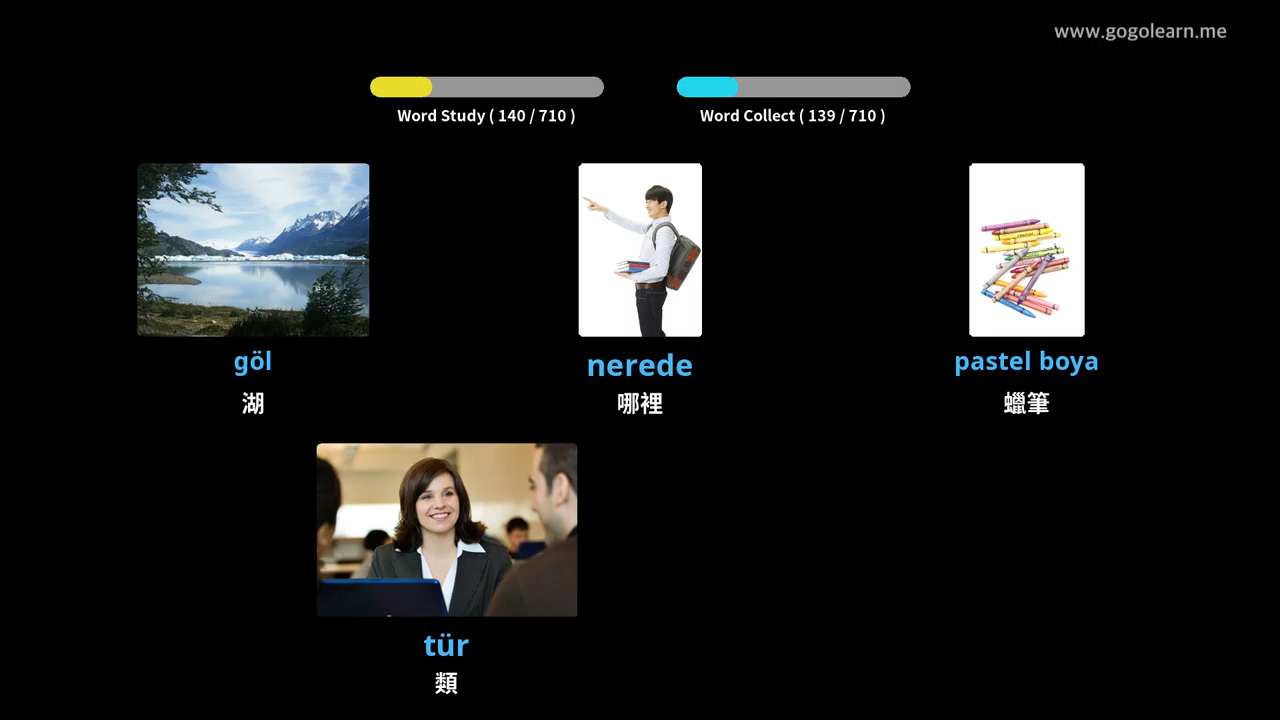 www.gogolearn.me
Word Study ( 140 / 710 )
Word Collect ( 139 / 710 )
göl
湖
nerede
哪裡
pastel boya
蠟筆
tür
類